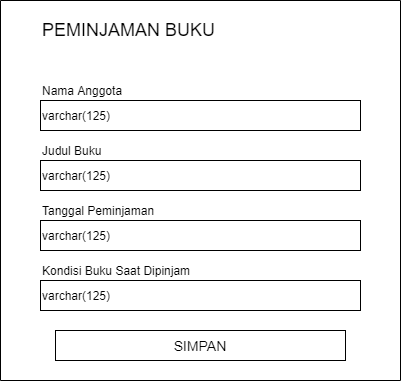 PEMINJAMAN BUKU
Nama Anggota
varchar(125)
Judul Buku
varchar(125)
Tanggal Peminjaman
varchar(125)
Kondisi Buku Saat Dipinjam
varchar(125)
SIMPAN